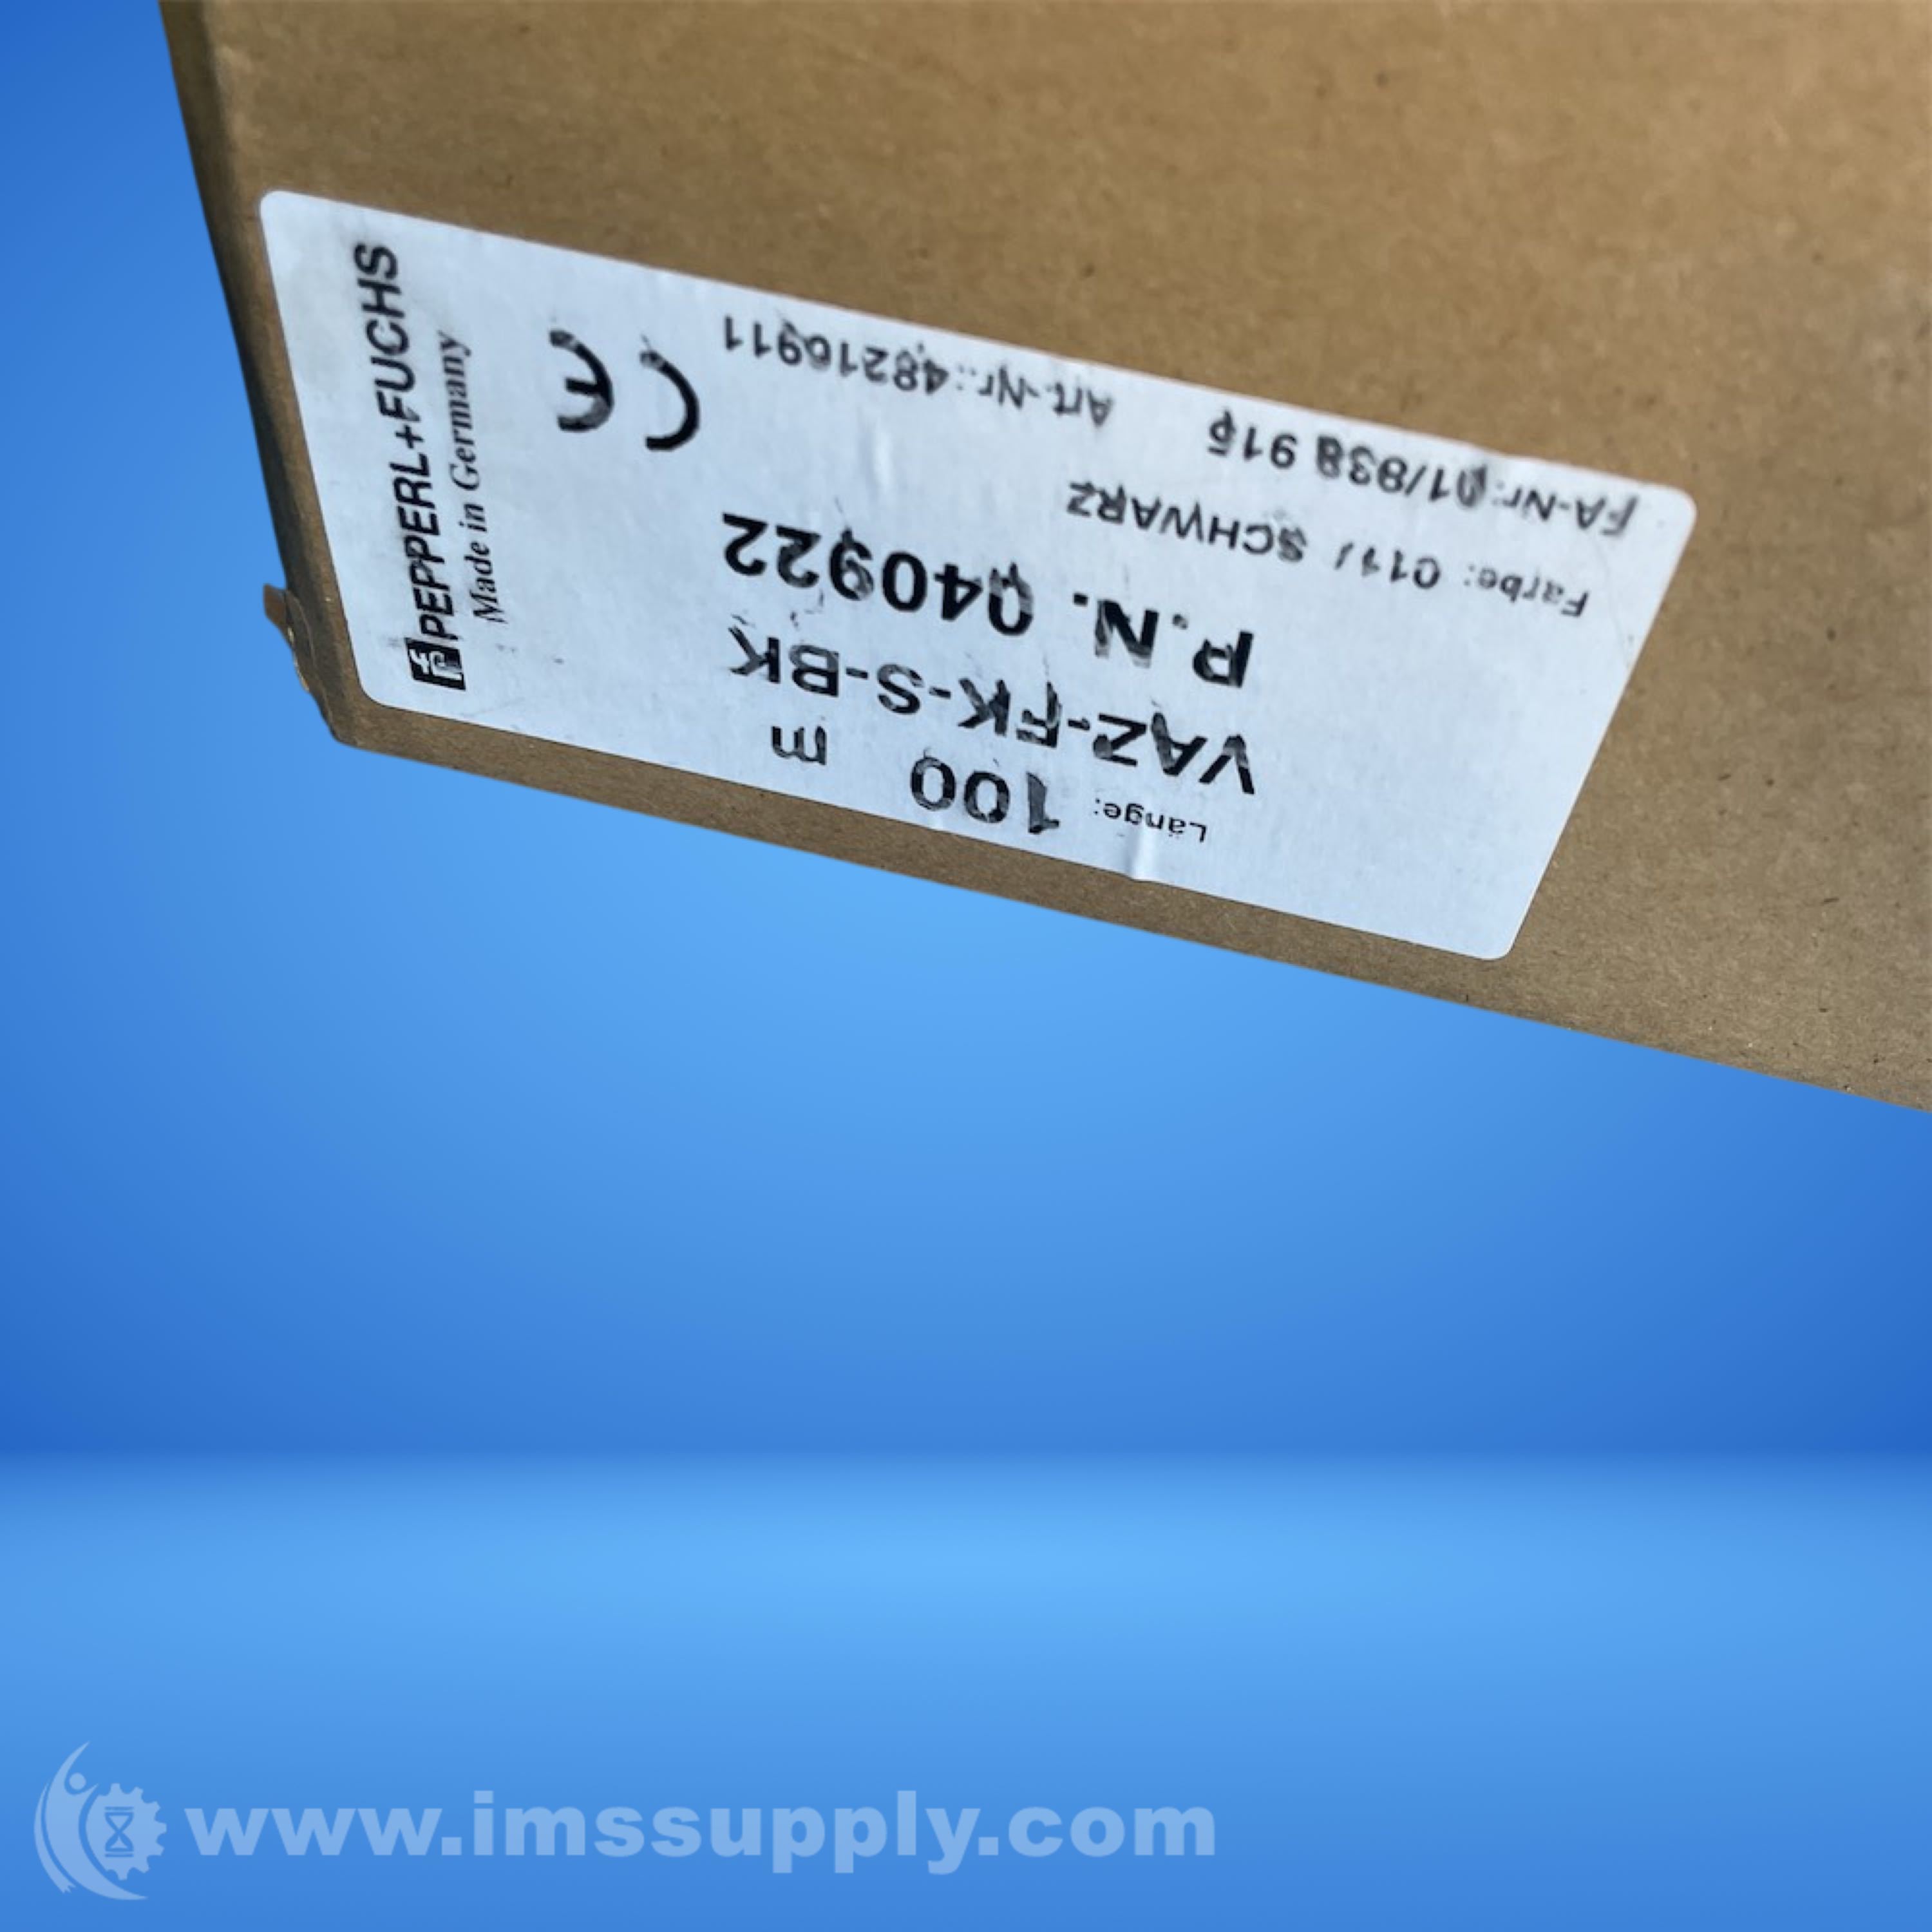 PEPPERL+FUCHS
Made in Germany
CE
Länge: 100 m
VAZ-FK-S-BK
P.N. 040922
Farbe: 011/ SCHWARZ
FA-Nr:01/838 915 Art.-Nr.:48210911
www.imssupply.com